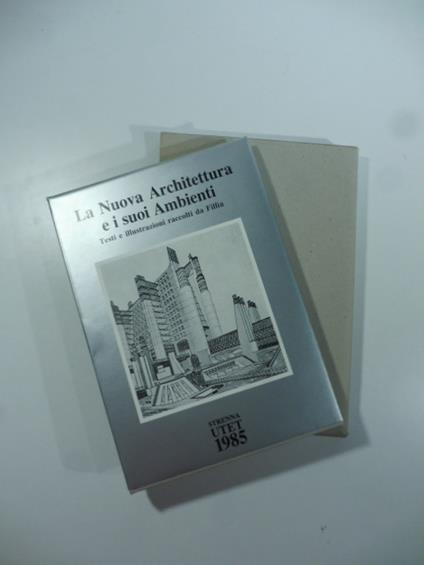 La Nuova Architettura
e i suoi Ambienti
Testi e illustrazioni raccolti da Fillia
STRENNA
UTET
1985